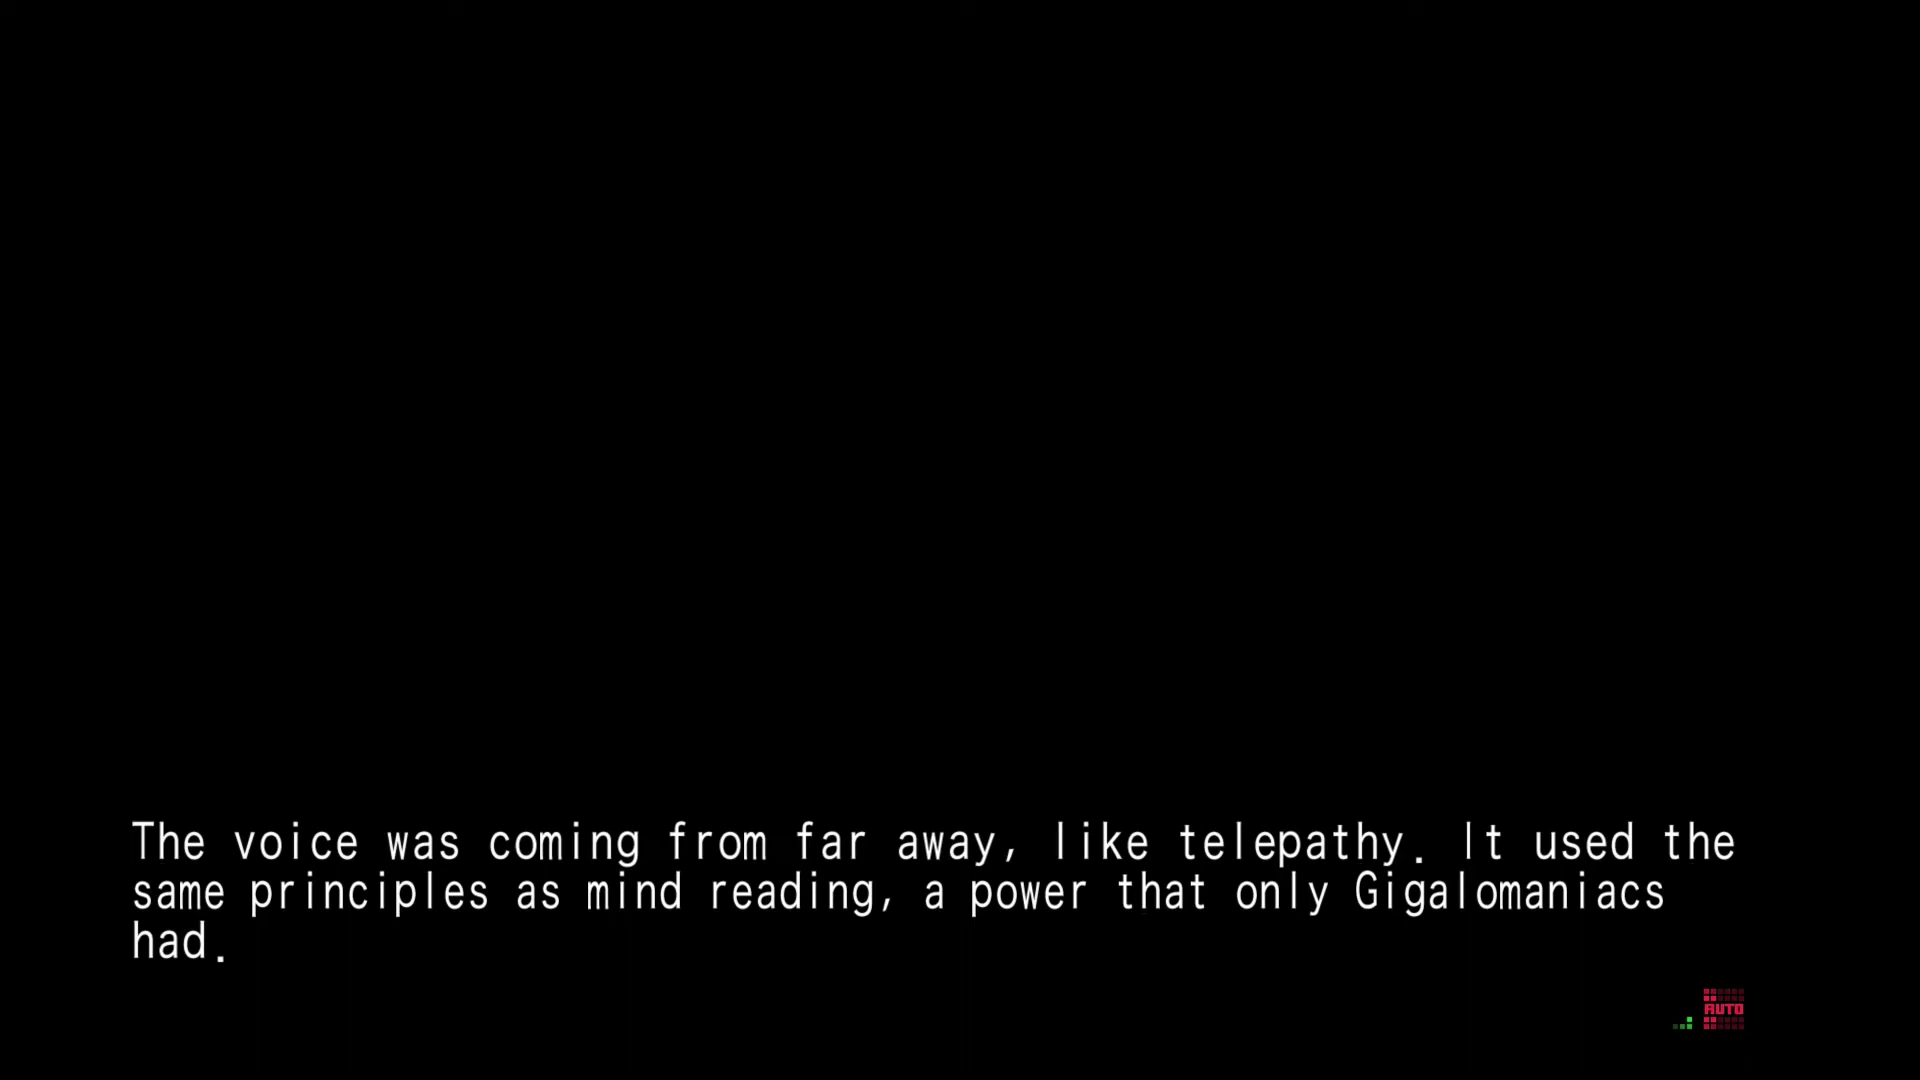 The voice was coming from far away, like telepathy. It used the
same principles as mind reading, a power that only Gigalomaniacs
had.
AUTO